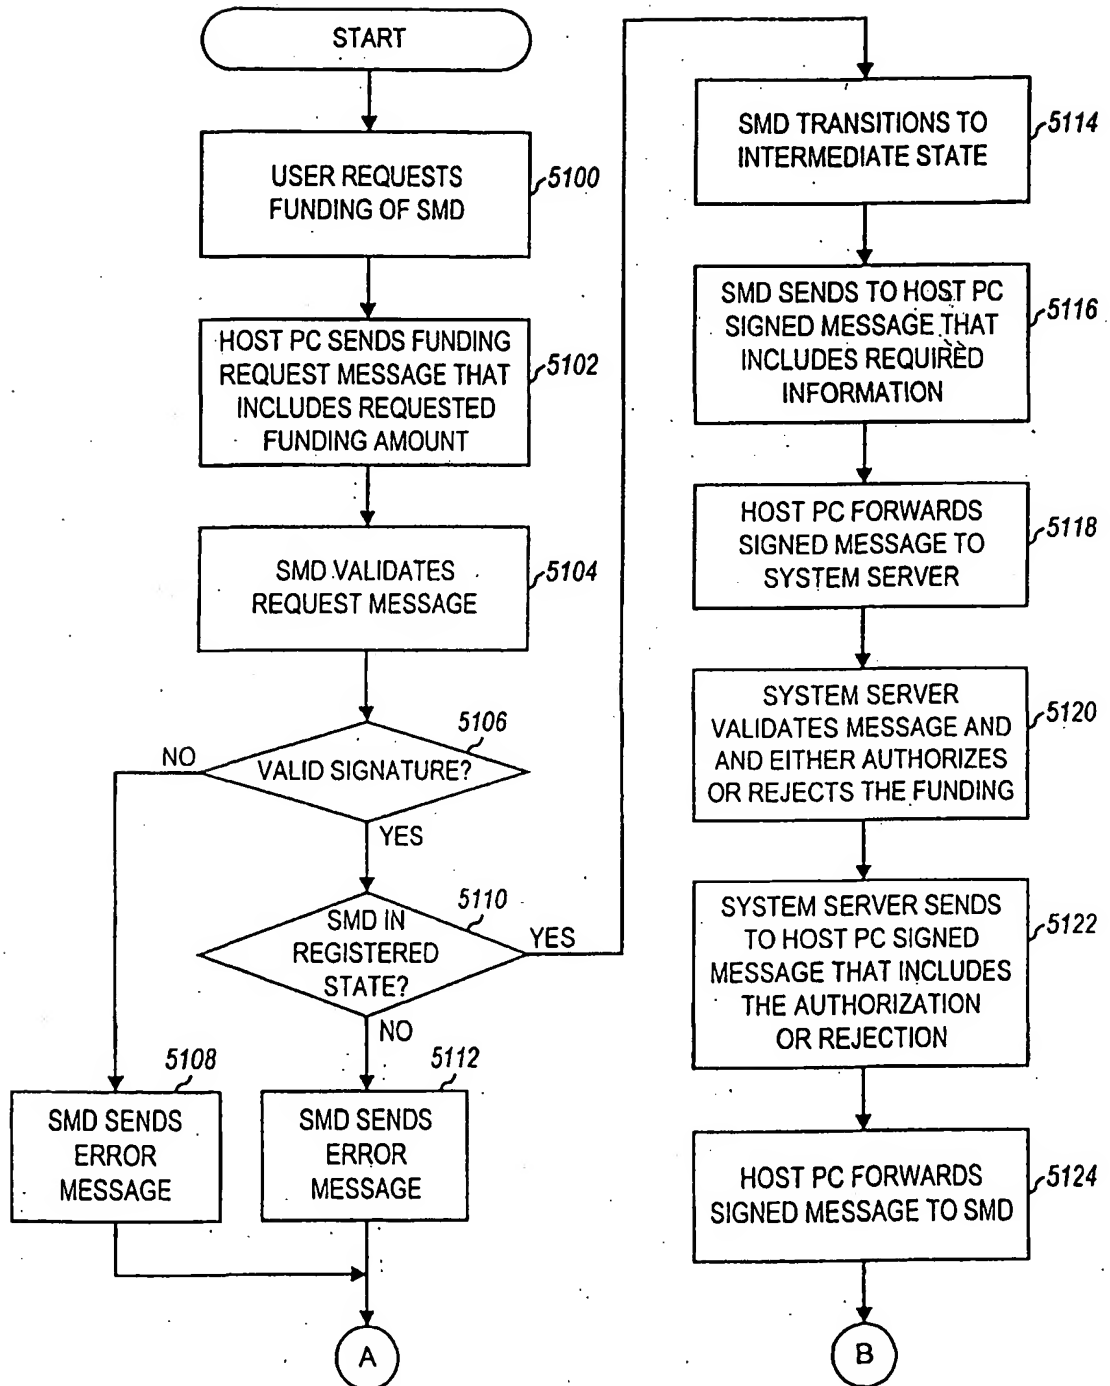 START
USER REQUESTS
FUNDING OF SMD
5100
HOST PC SENDS FUNDING
REQUEST MESSAGE THAT
INCLUDES REQUESTED
FUNDING AMOUNT
5102
SMD VALIDATES
REQUEST MESSAGE
5104
5106
VALID SIGNATURE?
NO
YES
5110
SMD IN
REGISTERED
STATE?
YES
NO
5108
SMD SENDS
ERROR
MESSAGE
5112
SMD SENDS
ERROR
MESSAGE
A
SMD TRANSITIONS TO
INTERMEDIATE STATE
5114
SMD SENDS TO HOST PC
SIGNED MESSAGE THAT
INCLUDES REQUIRED
INFORMATION
5116
HOST PC FORWARDS
SIGNED MESSAGE TO
SYSTEM SERVER
5118
SYSTEM SERVER
VALIDATES MESSAGE AND
AND EITHER AUTHORIZES
OR REJECTS THE FUNDING
5120
SYSTEM SERVER SENDS
TO HOST PC SIGNED
MESSAGE THAT INCLUDES
THE AUTHORIZATION
OR REJECTION
5122
HOST PC FORWARDS
SIGNED MESSAGE TO SMD
5124
B